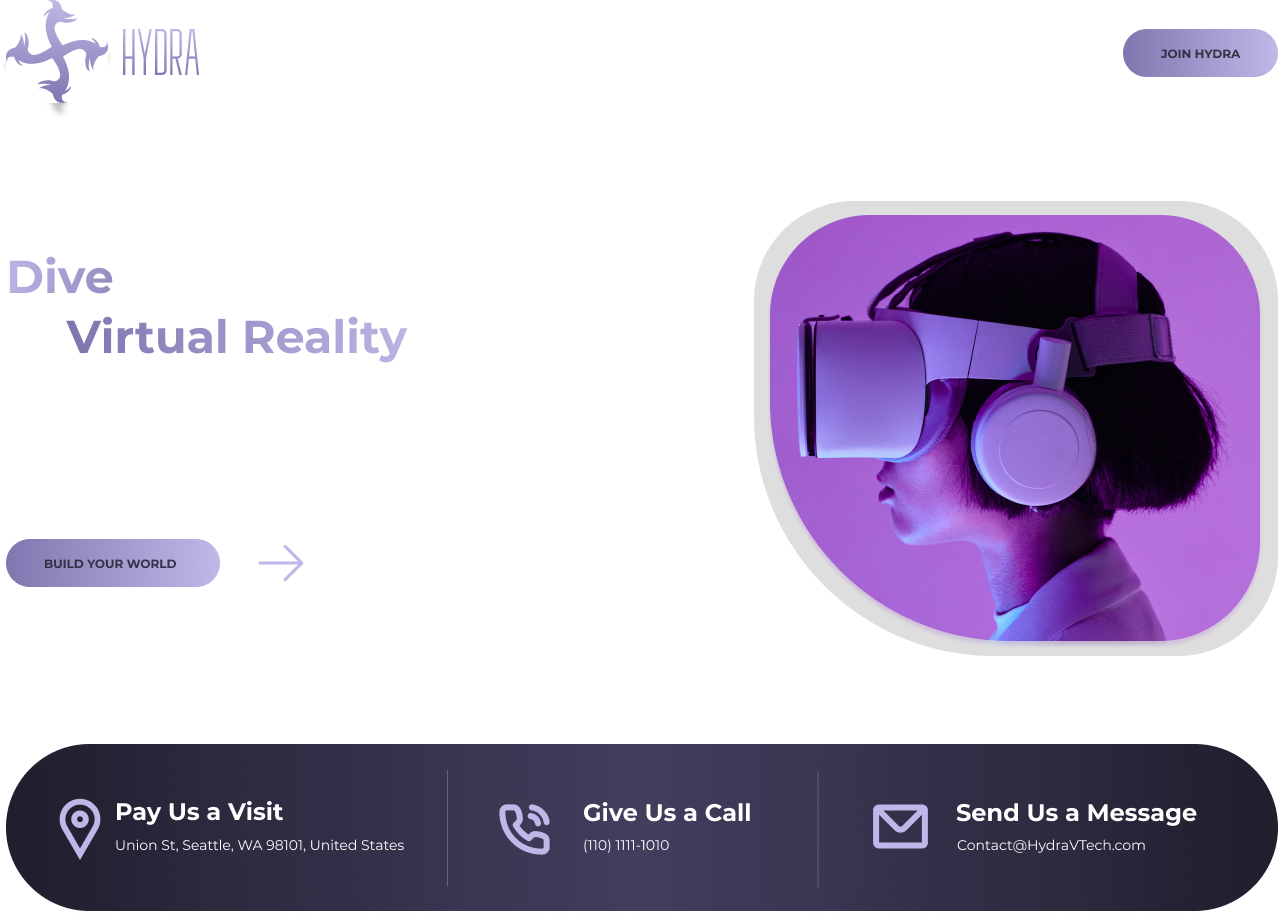 HYDRA
JOIN HYDRA
Dive
Virtual Reality
BUILD YOUR WORLD
Pay Us a Visit
Union St, Seattle, WA 98101, United States
Give Us a Call
(110) 1111-1010
Send Us a Message
Contact@HydraVTech.com